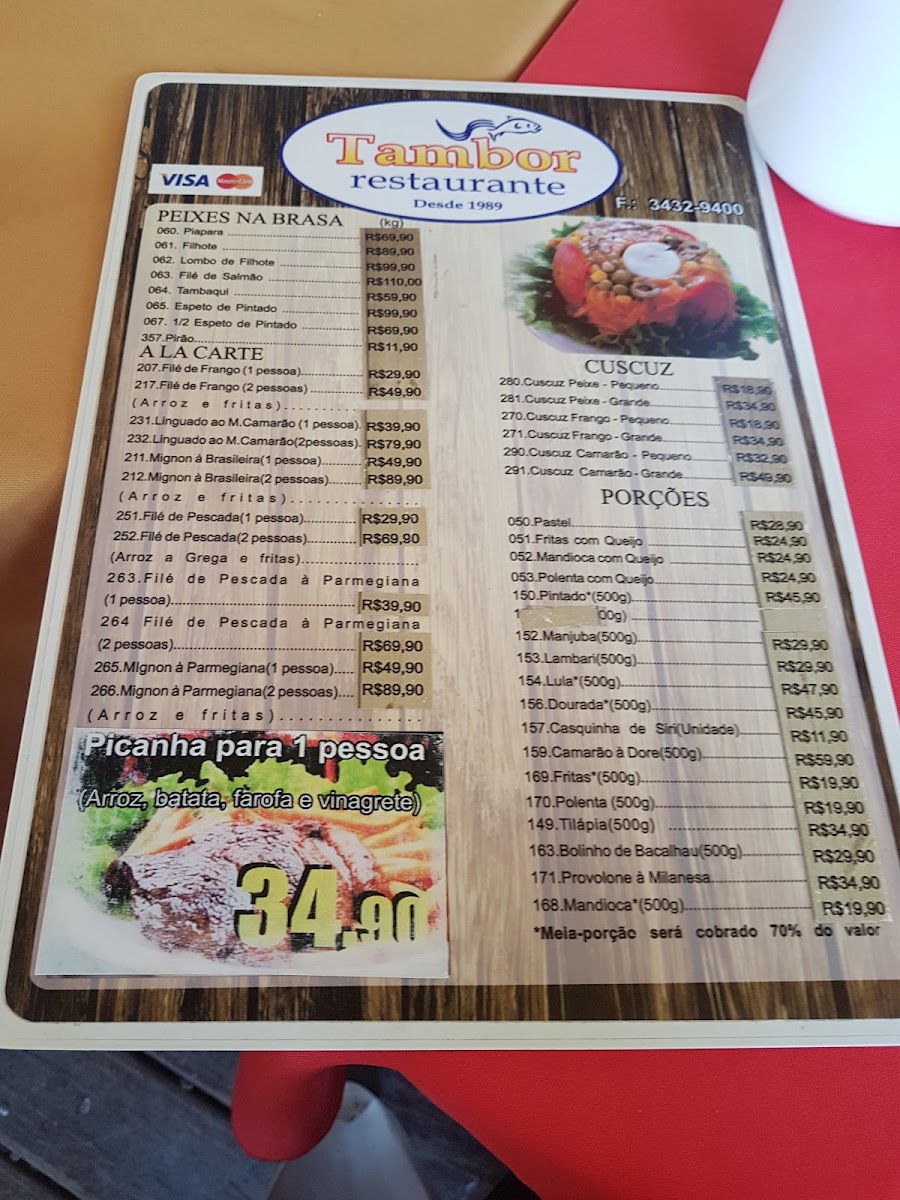 VISA MasterCard
Tambor
restaurante
Desde 1989
F.: 3432-9400
PEIXES NA BRASA (kg)
060. Piapara R$69,90
061. Filhote R$89,90
062. Lombo de Filhote R$99,90
063. Filé de Salmão R$110,00
064. Tambaqui R$59,90
065. Espeto de Pintado R$99,90
067. 1/2 Espeto de Pintado R$69,90
357.Pirão R$11,90
A LA CARTE
207.Filé de Frango (1 pessoa) R$29,90
217.Filé de Frango (2 pessoas) R$49,90
(Arroz e fritas)
231.Linguado ao M.Camarão (1 pessoa). R$39,90
232.Linguado ao M.Camarão(2pessoas). R$79,90
211.Mignon à Brasileira(1 pessoa) R$49,90
212.Mignon à Brasileira(2 pessoas) R$89,90
(Arroz e fritas)
251.Filé de Pescada(1 pessoa) R$29,90
252.Filé de Pescada(2 pessoas) R$69,90
(Arroz a Grega e fritas)
263.Filé de Pescada à Parmegiana
(1 pessoa) R$39,90
264 Filé de Pescada à Parmegiana
(2 pessoas) R$69,90
265.MIgnon à Parmegiana(1 pessoa) R$49,90
266.Mignon à Parmegiana(2 pessoas) R$89,90
(Arroz e fritas)
Picanha para 1 pessoa
(Arroz, batata, farofa e vinagrete)
34,90
CUSCUZ
280.Cuscuz Peixe - Pequeno R$18,90
281.Cuscuz Peixe - Grande R$34,90
270.Cuscuz Frango - Pequeno R$18,90
271.Cuscuz Frango - Grande R$34,90
290.Cuscuz Camarão - Pequeno R$32,90
291.Cuscuz Camarão - Grande R$49,90
PORÇÕES
050.Pastel R$28,90
051.Fritas com Queijo R$24,90
052.Mandioca com Queijo R$24,90
053.Polenta com Queijo R$24,90
150.Pintado*(500g) R$45,90
1 00g)
152.Manjuba(500g) R$29,90
153.Lambari(500g) R$29,90
154.Lula*(500g) R$47,90
156.Dourada*(500g) R$45,90
157.Casquinha de Siri(Unidade) R$11,90
159.Camarão à Dore(500g) R$59,90
169.Fritas*(500g) R$19,90
170.Polenta (500g) R$19,90
149.Tilápia(500g) R$34,90
163.Bolinho de Bacalhau(500g) R$29,90
171.Provolone à Milanesa R$34,90
168.Mandioca*(500g) R$19,90
*Meia-porção será cobrado 70% do valor